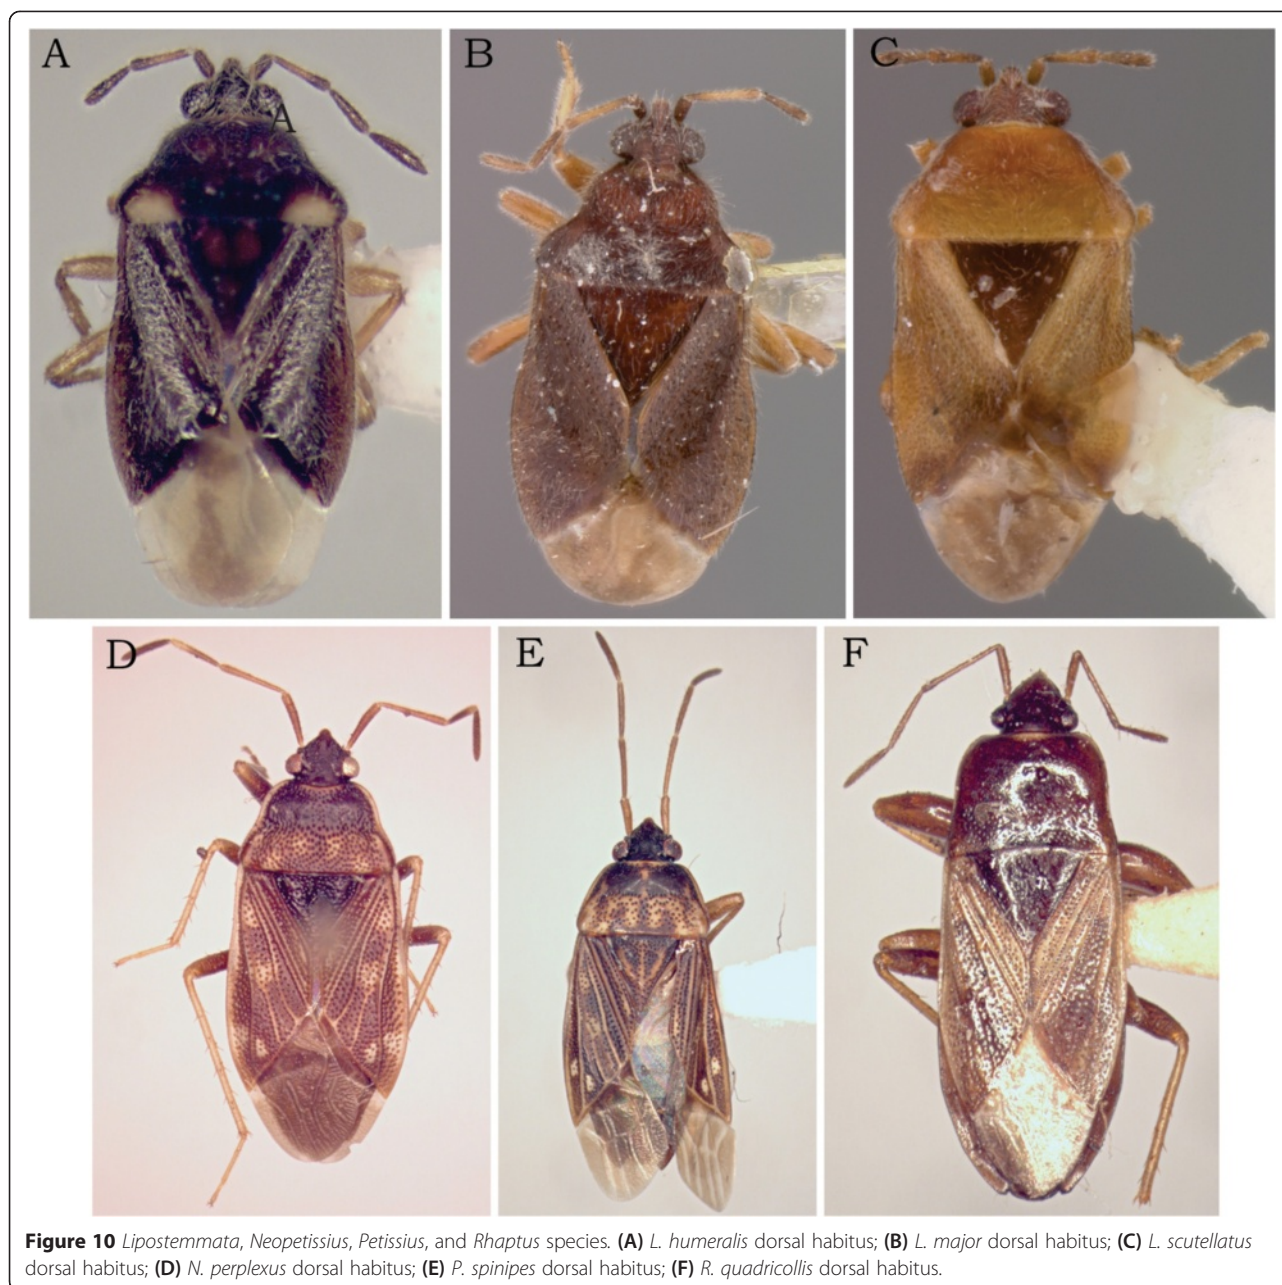 A
B
C
A
D
E
F
Figure 10 Lipostemmata, Neopetissius, Petissius, and Rhaptus species. (A) L. humeralis dorsal habitus; (B) L. major dorsal habitus; (C) L. scutellatus
dorsal habitus; (D) N. perplexus dorsal habitus; (E) P. spinipes dorsal habitus; (F) R. quadricollis dorsal habitus.